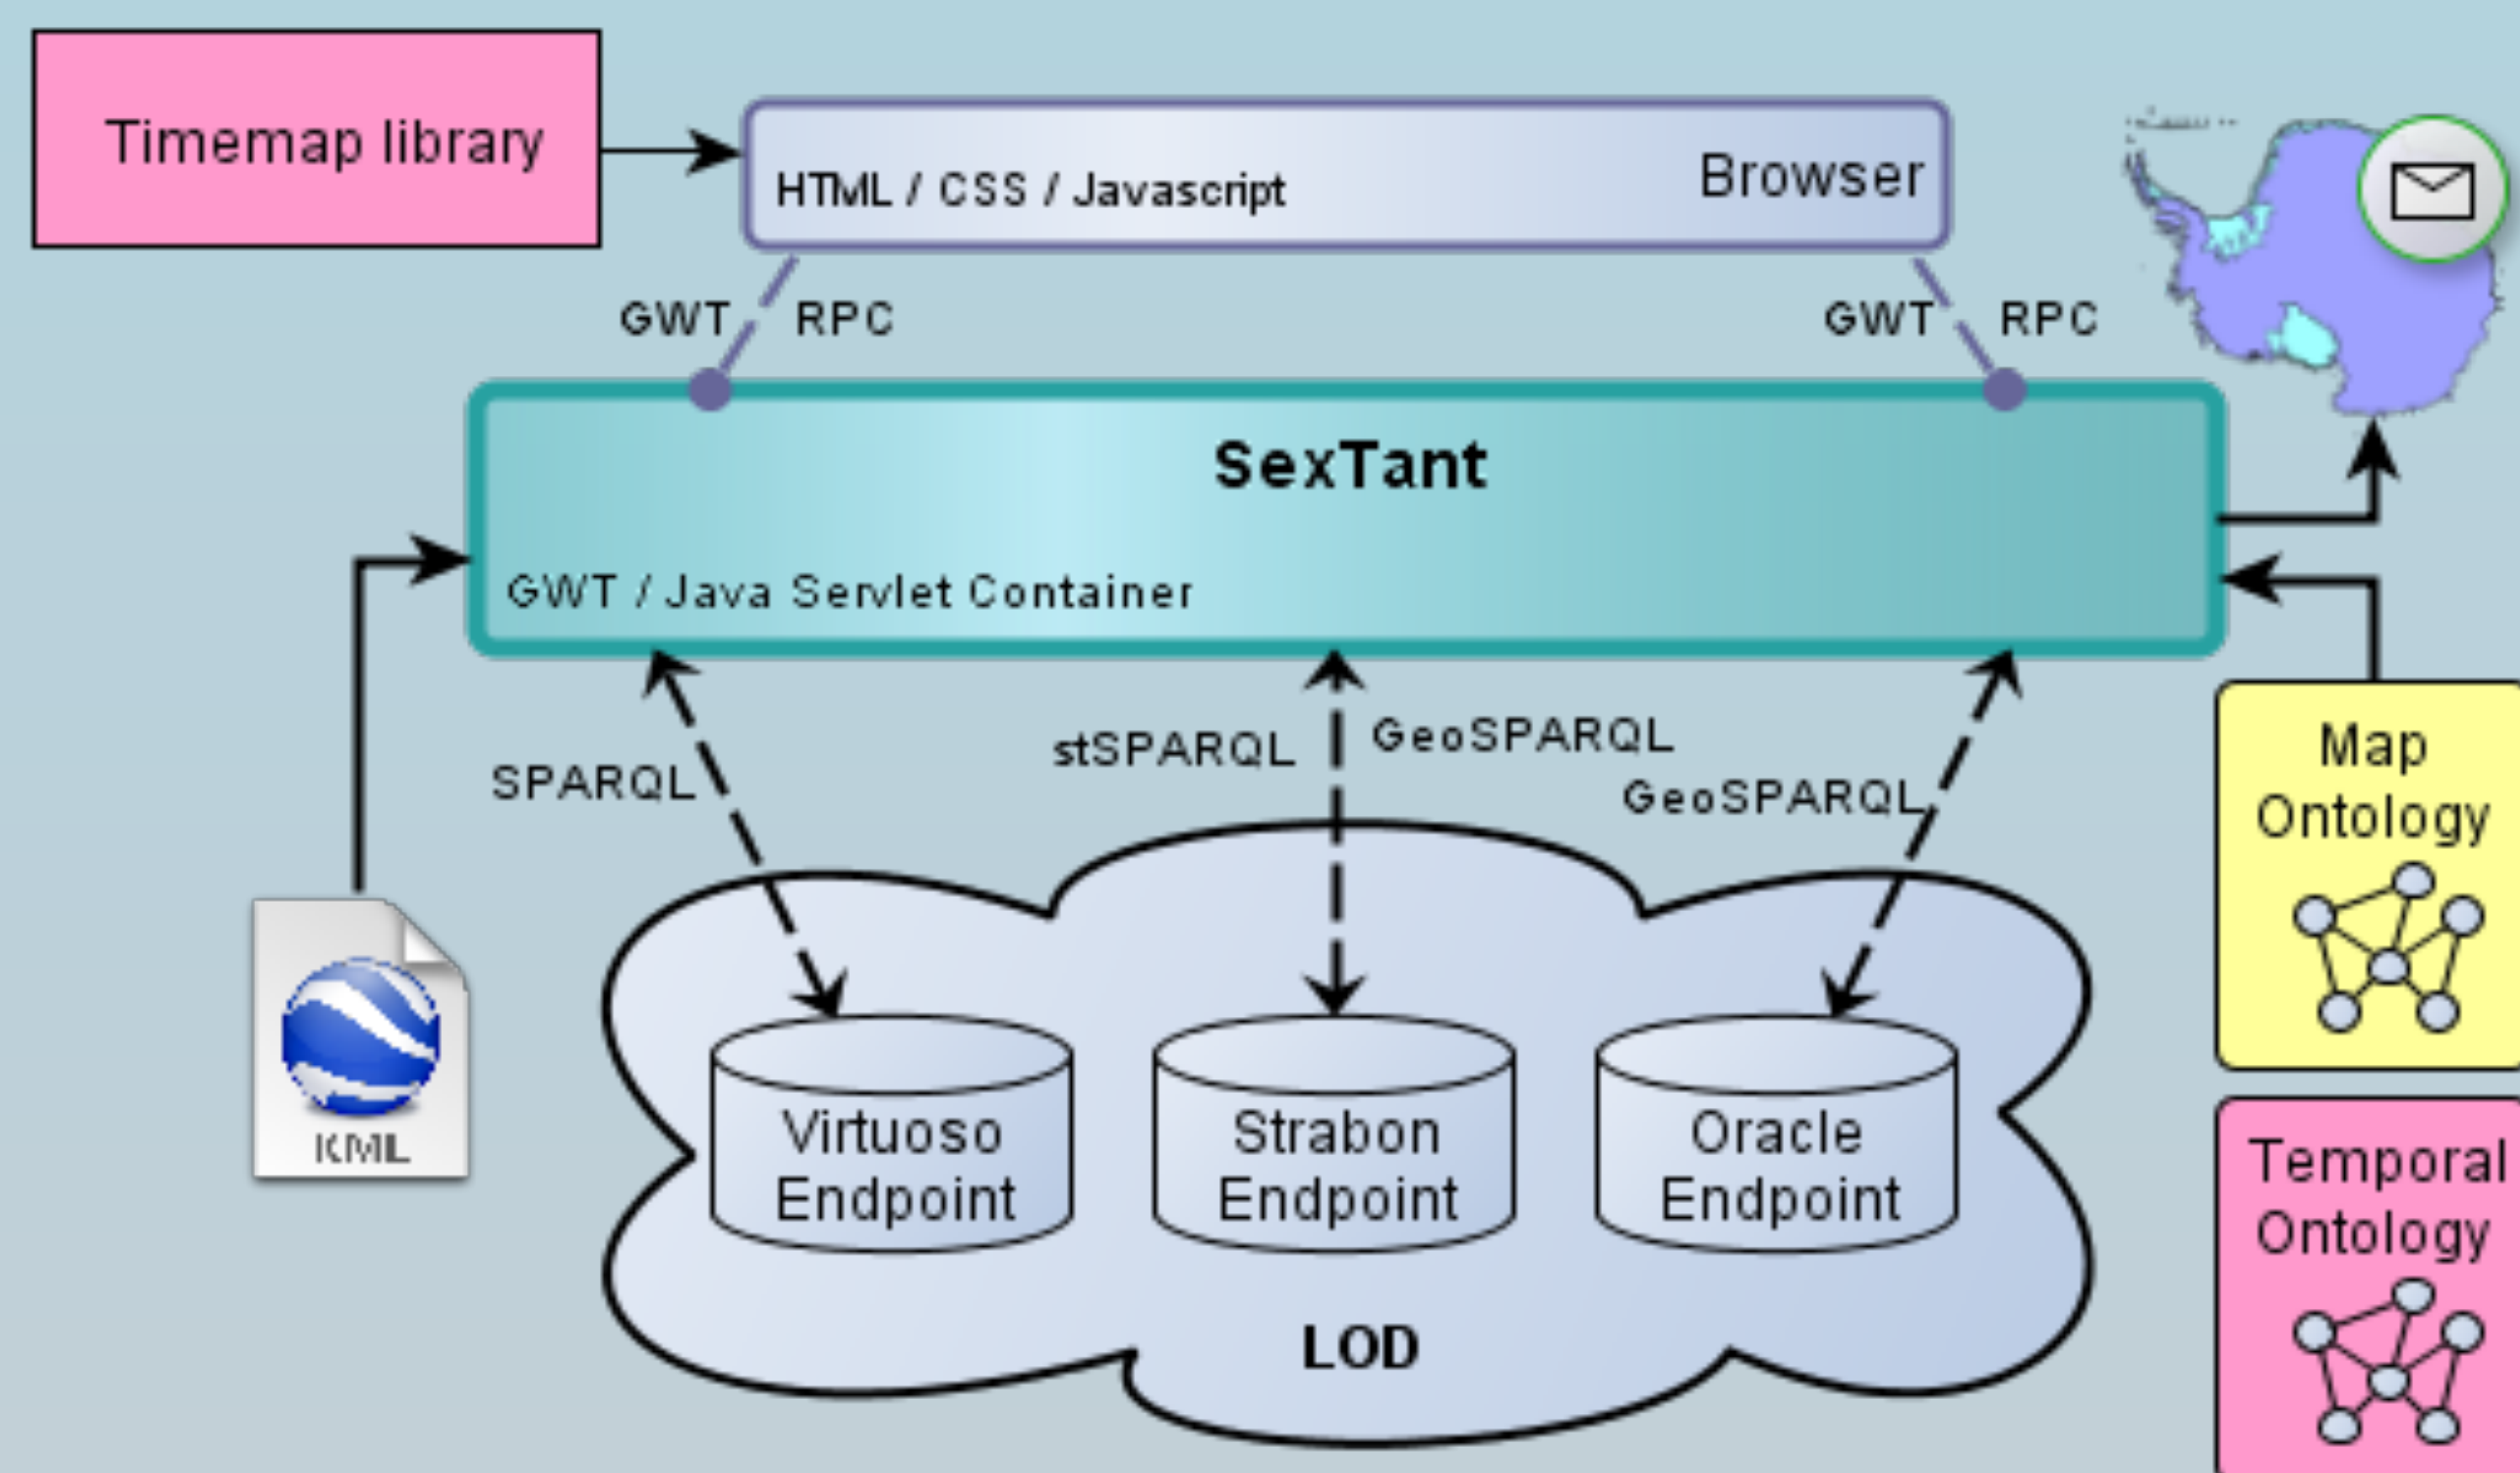 Timemap library
HTML / CSS / Javascript
Browser
GWT RPC
GWT RPC
SexTant
GWT / Java Servlet Container
SPARQL
stSPARQL
GeoSPARQL
GeoSPARQL
Map
Ontology
KML
Virtuoso
Endpoint
Strabon
Endpoint
Oracle
Endpoint
LOD
Temporal
Ontology